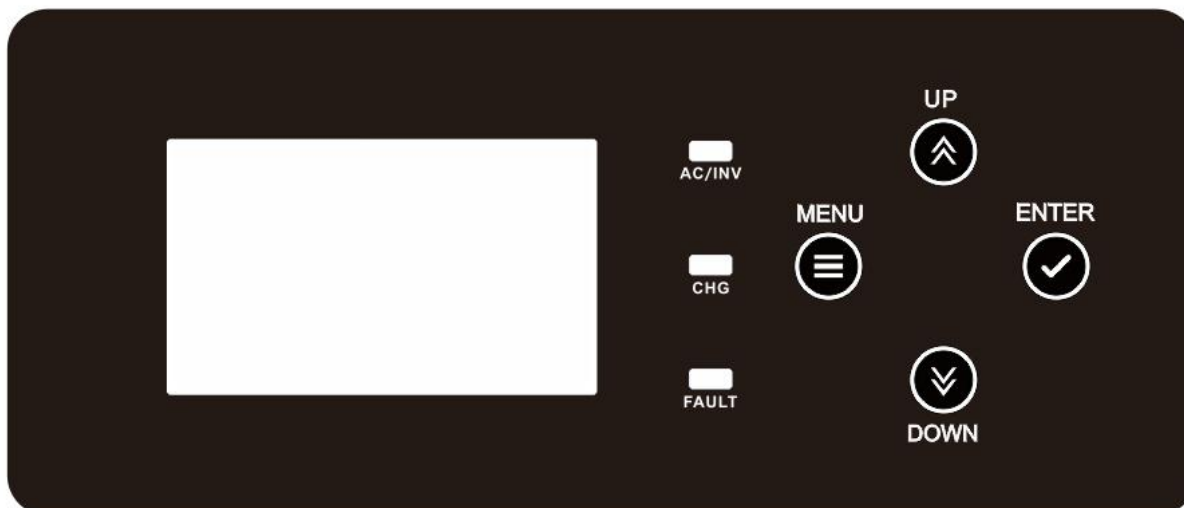 UP
AC/INV
MENU
ENTER
CHG
FAULT
DOWN